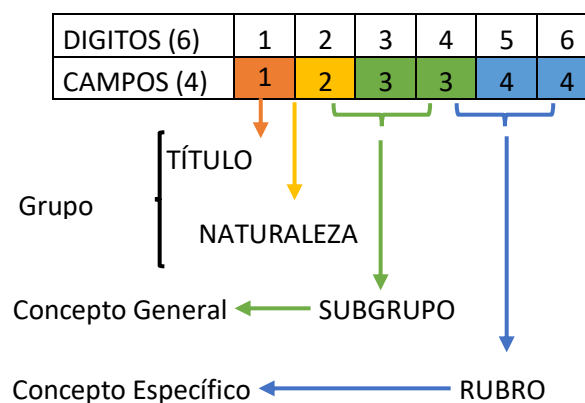 DIGITOS (6) 1 2 3 4 5 6
CAMPOS (4) 1 2 3 3 4 4
TÍTULO
Grupo
NATURALEZA
Concepto General SUBGRUPO
Concepto Específico RUBRO